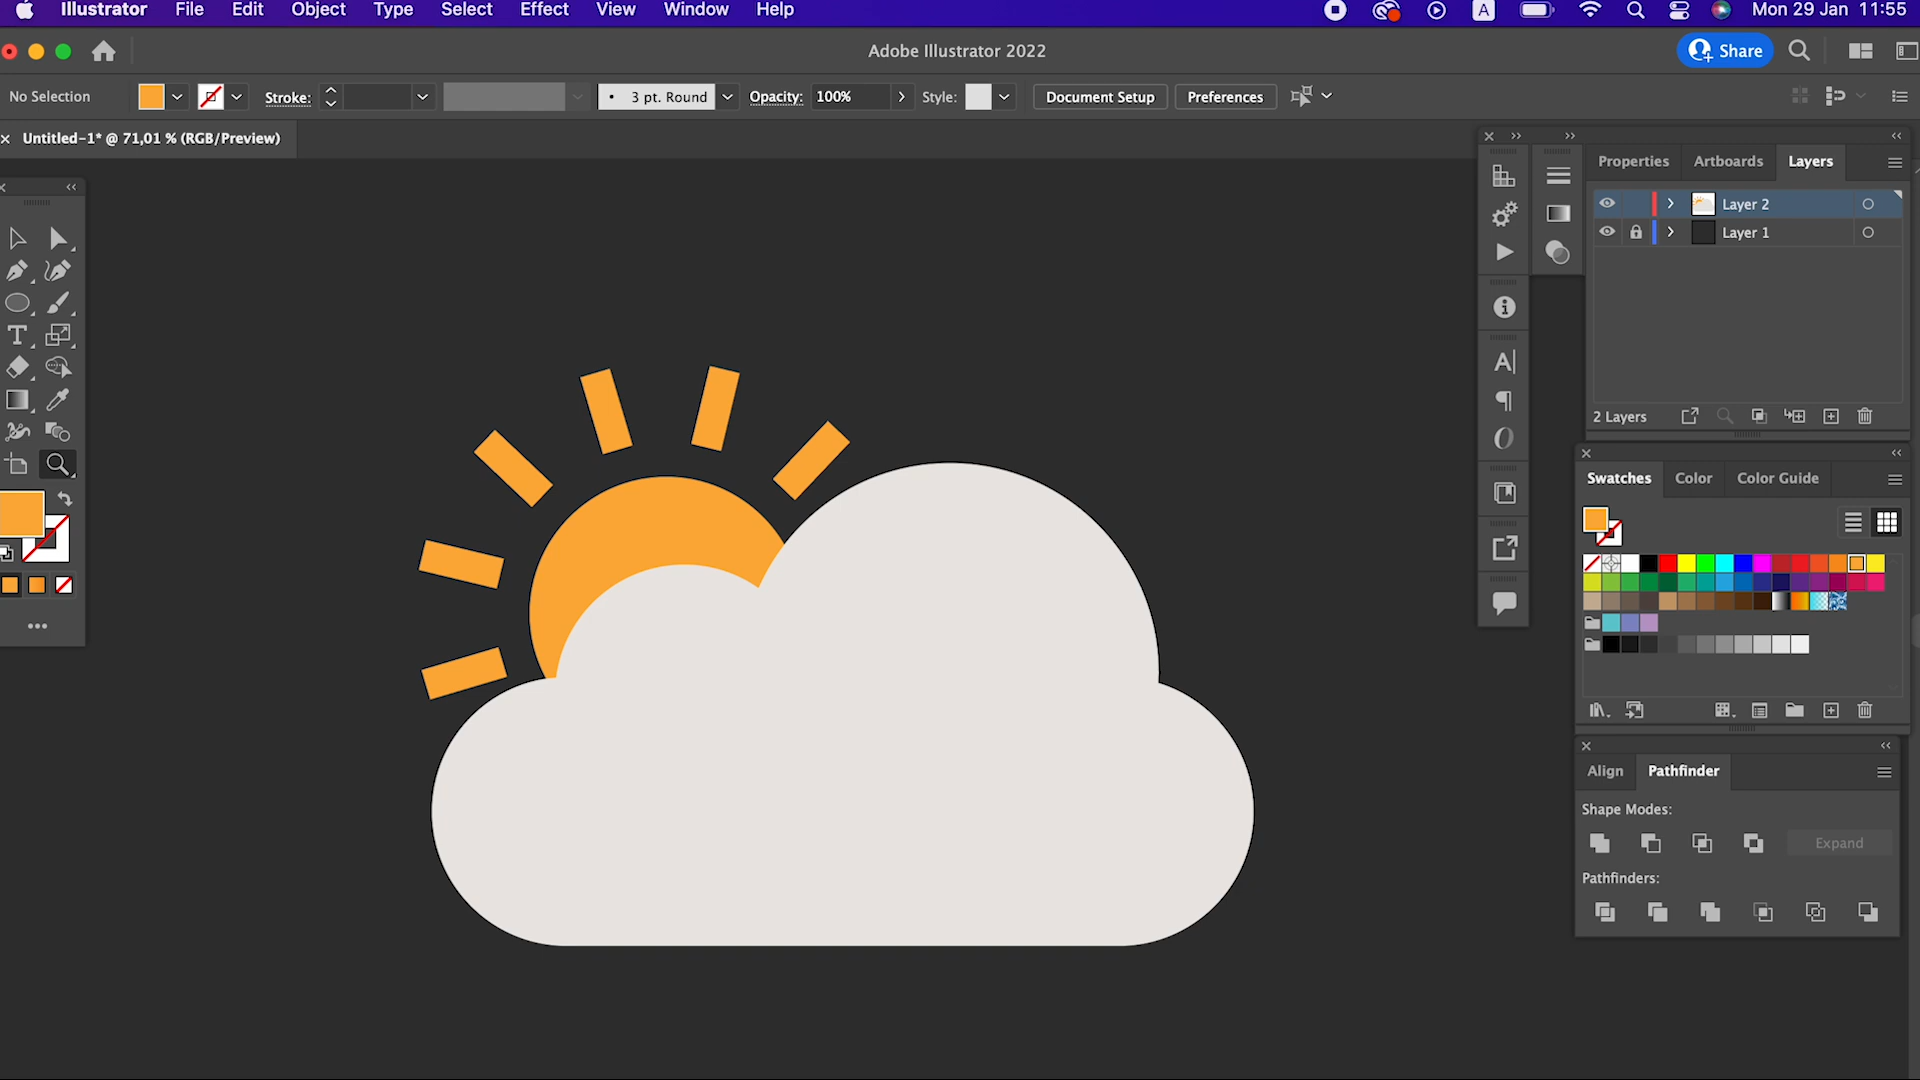 Illustrator File Edit Object Type Select Effect View Window Help A Mon 29 Jan 11:55
Adobe Illustrator 2022 Share
No Selection Stroke: 3 pt. Round Opacity: 100% Style: Document Setup Preferences
Untitled-1* @ 71,01 % (RGB/Preview)
Properties Artboards Layers
Layer 2
Layer 1
2 Layers
Swatches Color Color Guide
Align Pathfinder
Shape Modes:
Expand
Pathfinders: